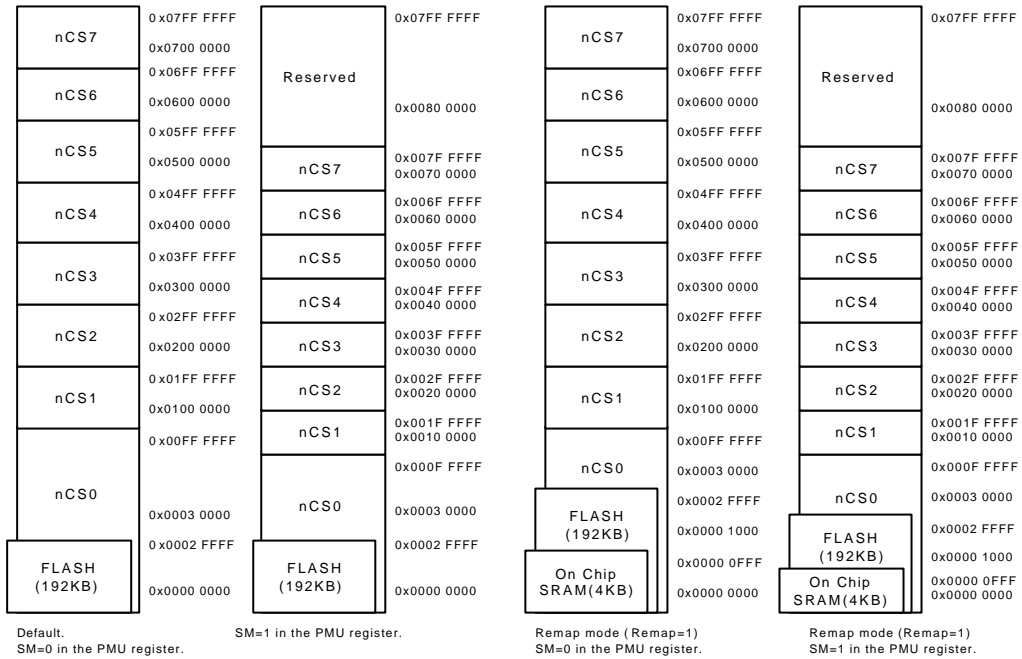 nCS7
0x07FF FFFF
0x0700 0000
nCS6
0x06FF FFFF
0x0600 0000
nCS5
0x05FF FFFF
0x0500 0000
nCS4
0x04FF FFFF
0x0400 0000
nCS3
0x03FF FFFF
0x0300 0000
nCS2
0x02FF FFFF
0x0200 0000
nCS1
0x01FF FFFF
0x0100 0000
nCS0
0x00FF FFFF
0x0003 0000
FLASH
(192KB)
0x0002 FFFF
0x0000 0000
Default.
SM=0 in the PMU register.
Reserved
0x07FF FFFF
0x0080 0000
nCS7
0x007F FFFF
0x0070 0000
nCS6
0x006F FFFF
0x0060 0000
nCS5
0x005F FFFF
0x0050 0000
nCS4
0x004F FFFF
0x0040 0000
nCS3
0x003F FFFF
0x0030 0000
nCS2
0x002F FFFF
0x0020 0000
nCS1
0x001F FFFF
0x0010 0000
nCS0
0x000F FFFF
0x0003 0000
FLASH
(192KB)
0x0002 FFFF
0x0000 0000
SM=1 in the PMU register.
nCS7
0x07FF FFFF
0x0700 0000
nCS6
0x06FF FFFF
0x0600 0000
nCS5
0x05FF FFFF
0x0500 0000
nCS4
0x04FF FFFF
0x0400 0000
nCS3
0x03FF FFFF
0x0300 0000
nCS2
0x02FF FFFF
0x0200 0000
nCS1
0x01FF FFFF
0x0100 0000
nCS0
0x00FF FFFF
0x0003 0000
FLASH
(192KB)
0x0002 FFFF
0x0000 1000
On Chip
SRAM(4KB)
0x0000 0FFF
0x0000 0000
Remap mode (Remap=1)
SM=0 in the PMU register.
Reserved
0x07FF FFFF
0x0080 0000
nCS7
0x007F FFFF
0x0070 0000
nCS6
0x006F FFFF
0x0060 0000
nCS5
0x005F FFFF
0x0050 0000
nCS4
0x004F FFFF
0x0040 0000
nCS3
0x003F FFFF
0x0030 0000
nCS2
0x002F FFFF
0x0020 0000
nCS1
0x001F FFFF
0x0010 0000
nCS0
0x000F FFFF
0x0003 0000
FLASH
(192KB)
0x0002 FFFF
0x0000 1000
On Chip
SRAM(4KB)
0x0000 0FFF
0x0000 0000
Remap mode (Remap=1)
SM=1 in the PMU register.